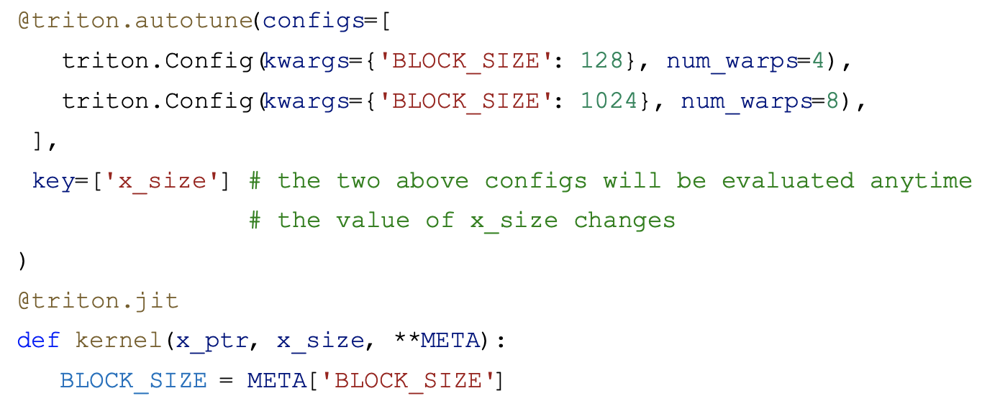 @triton.autotune(configs=[
    triton.Config(kwargs={'BLOCK_SIZE': 128}, num_warps=4),
    triton.Config(kwargs={'BLOCK_SIZE': 1024}, num_warps=8),
  ],
  key=['x_size'] # the two above configs will be evaluated anytime
                 # the value of x_size changes
)
@triton.jit
def kernel(x_ptr, x_size, **META):
    BLOCK_SIZE = META['BLOCK_SIZE']